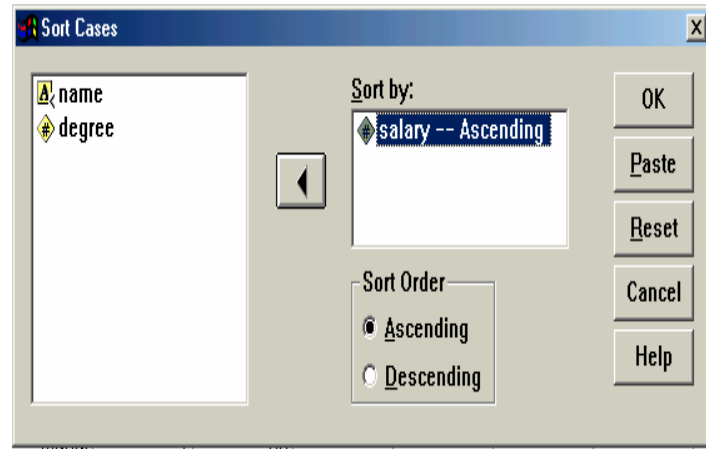 Sort Cases
name
degree
Sort by:
salary -- Ascending
Sort Order
Ascending
Descending
OK
Paste
Reset
Cancel
Help